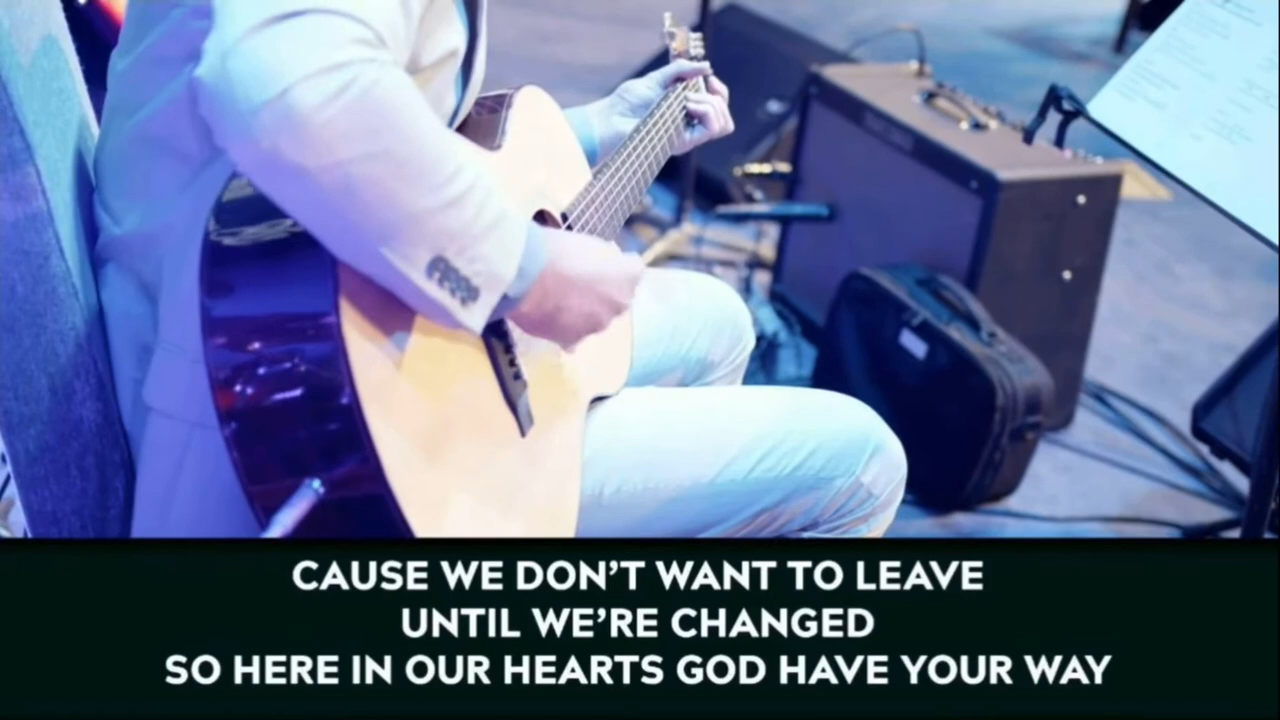 CAUSE WE DON'T WANT TO LEAVE
UNTIL WE'RE CHANGED
SO HERE IN OUR HEARTS GOD HAVE YOUR WAY